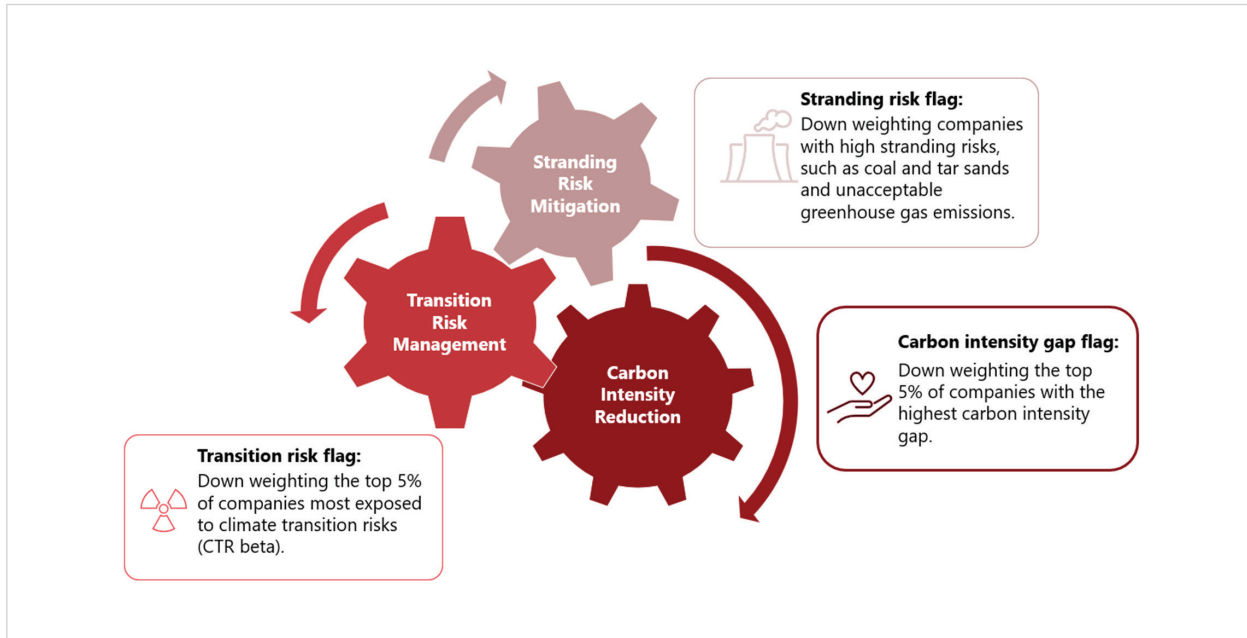 Stranding
Risk
Mitigation
Stranding risk flag:
Down weighting companies
with high stranding risks,
such as coal and tar sands
and unacceptable
greenhouse gas emissions.
Transition
Risk
Management
Carbon
Intensity
Reduction
Carbon intensity gap flag:
Down weighting the top
5% of companies with the
highest carbon intensity
gap.
Transition risk flag:
Down weighting the top 5%
of companies most exposed
to climate transition risks
(CTR beta).